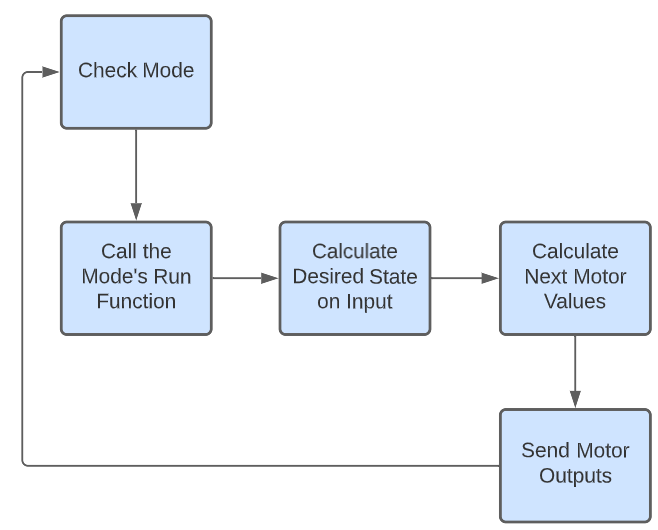 Check Mode
Call the
Mode's Run
Function
Calculate
Desired State
on Input
Calculate
Next Motor
Values
Send Motor
Outputs